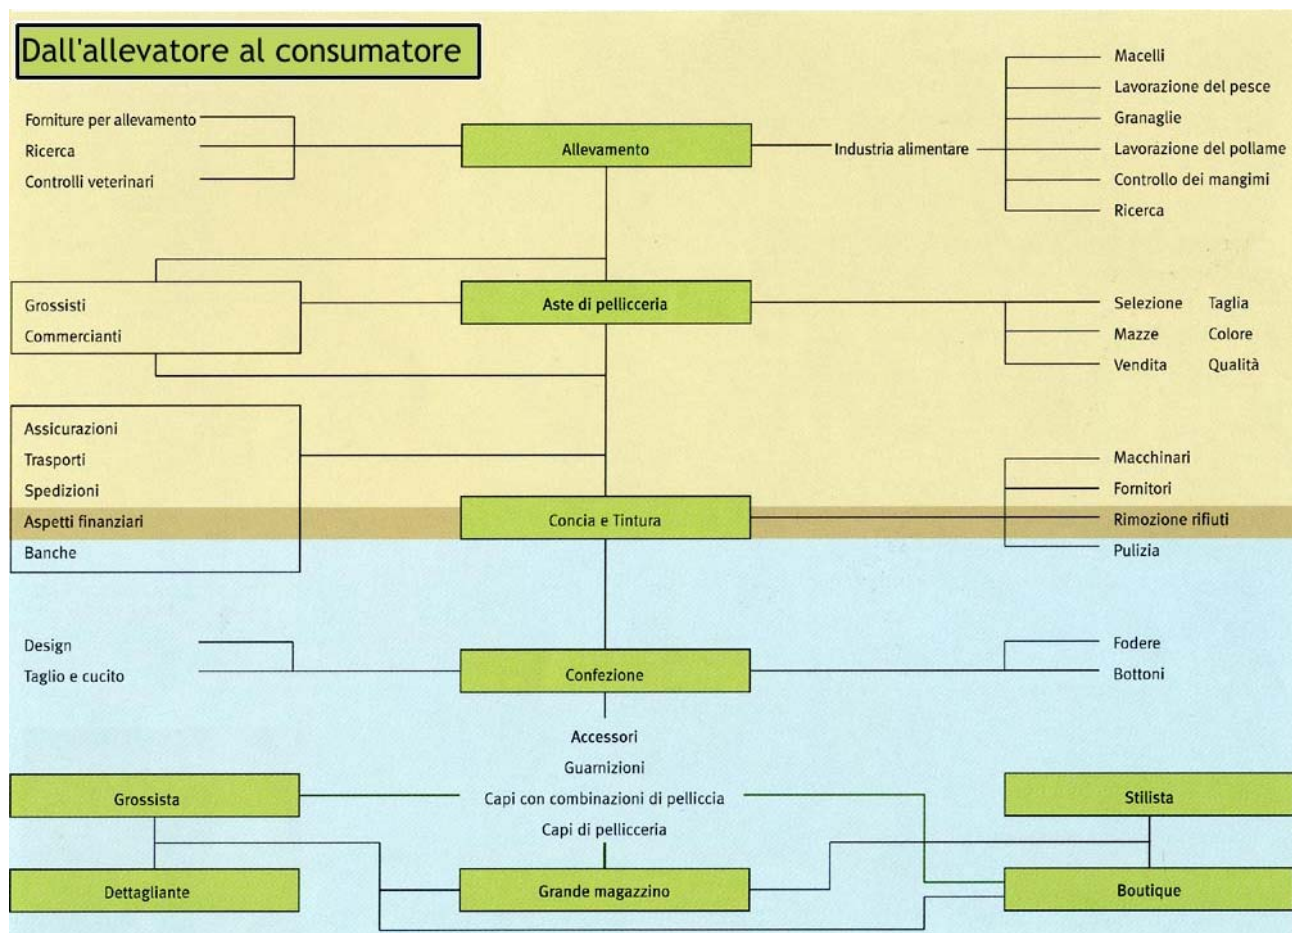 Dall'allevatore al consumatore
Forniture per allevamento
Ricerca
Controlli veterinari
Allevamento
Industria alimentare
Macelli
Lavorazione del pesce
Granaglie
Lavorazione del pollame
Controllo dei mangimi
Ricerca
Grossisti
Commercianti
Aste di pellicceria
Selezione Taglia
Mazze Colore
Vendita Qualità
Assicurazioni
Trasporti
Spedizioni
Aspetti finanziari
Banche
Concia e Tintura
Macchinari
Fornitori
Rimozione rifiuti
Pulizia
Design
Taglio e cucito
Confezione
Fodere
Bottoni
Accessori
Guarnizioni
Capi con combinazioni di pelliccia
Capi di pellicceria
Grossista
Stilista
Dettagliante
Grande magazzino
Boutique